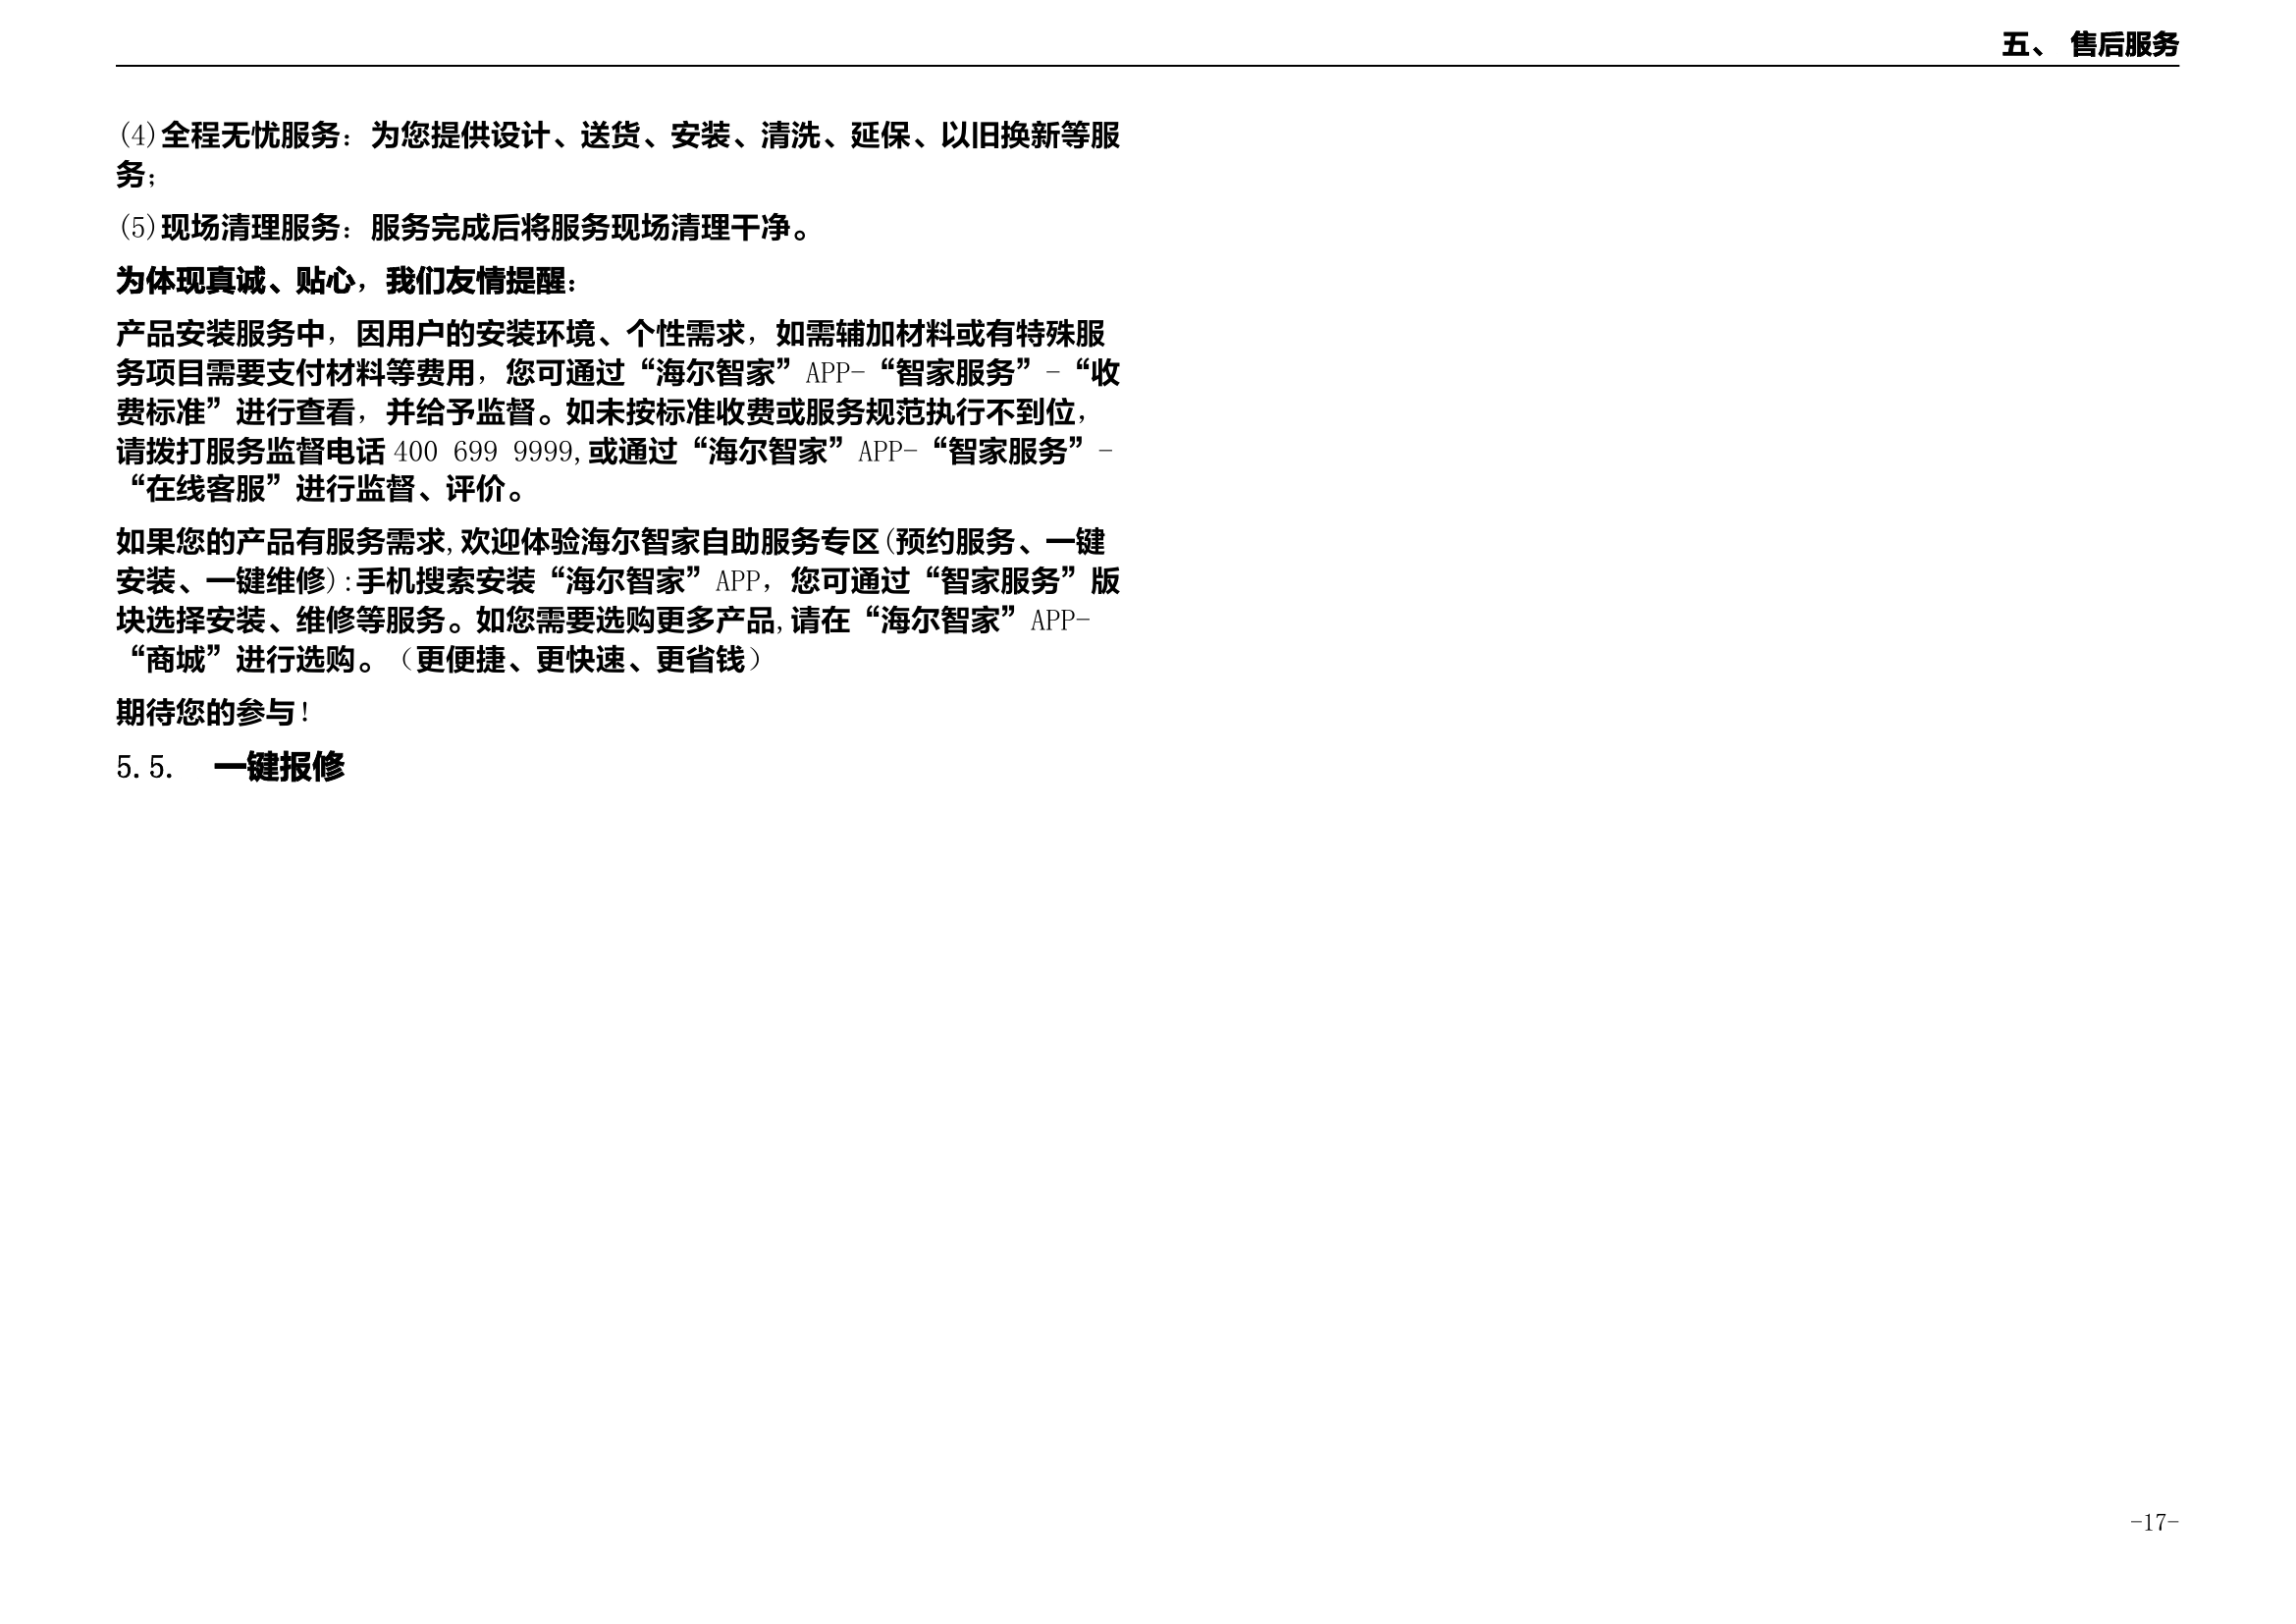 五、 售后服务
(4)全程无忧服务：为您提供设计、送货、安装、清洗、延保、以旧换新等服
务；
(5)现场清理服务：服务完成后将服务现场清理干净。
为体现真诚、贴心，我们友情提醒：
产品安装服务中，因用户的安装环境、个性需求，如需辅加材料或有特殊服
务项目需要支付材料等费用，您可通过“海尔智家”APP-“智家服务”-“收
费标准”进行查看，并给予监督。如未按标准收费或服务规范执行不到位，
请拨打服务监督电话 400 699 9999,或通过“海尔智家”APP-“智家服务”-
“在线客服”进行监督、评价。
如果您的产品有服务需求,欢迎体验海尔智家自助服务专区(预约服务、一键
安装、一键维修):手机搜索安装“海尔智家”APP，您可通过“智家服务”版
块选择安装、维修等服务。如您需要选购更多产品,请在“海尔智家”APP-
“商城”进行选购。（更便捷、更快速、更省钱）
期待您的参与！
5.5. 一键报修
-17-